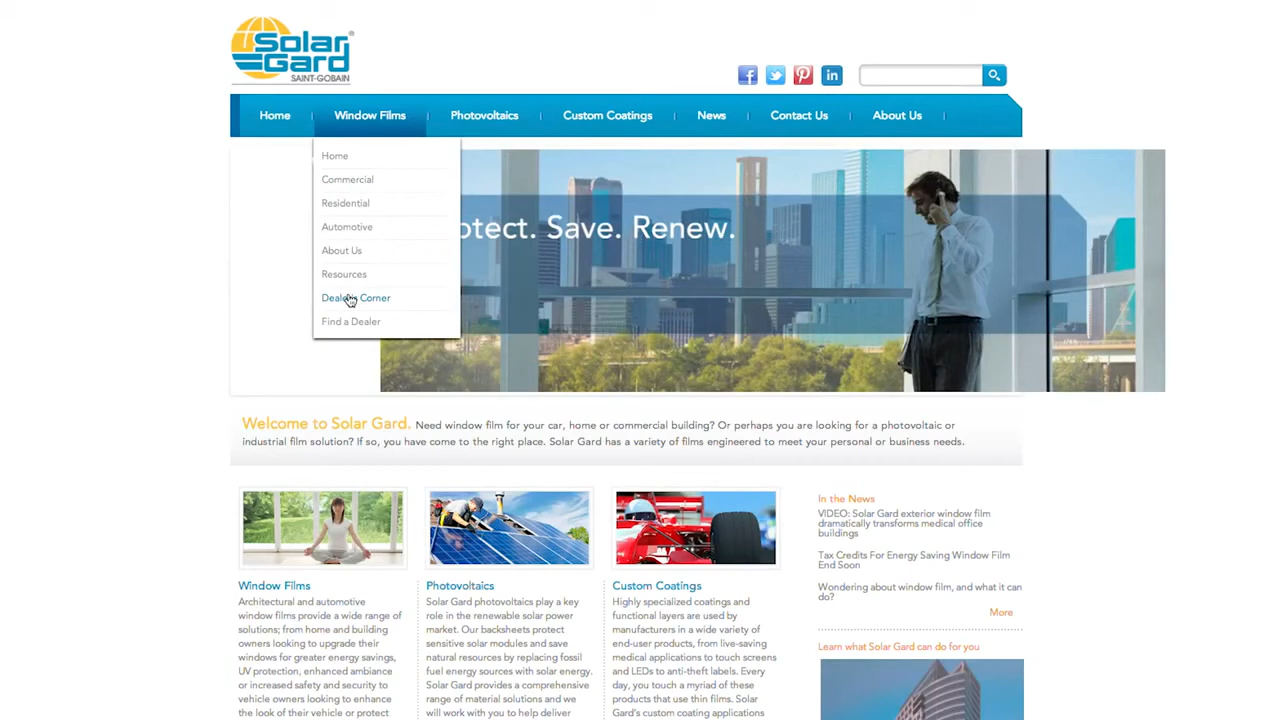 Solar
Gard
SAINT-GOBAIN
Home
Window Films
Photovoltaics
Custom Coatings
News
Contact Us
About Us
Home
Commercial
Residential
Automotive
About Us
Resources
Corner
Find a Dealer
Save. Renew.
Welcome to Solar Gard. Need window film for your car, home or commercial building? Or perhaps you are looking for a photovoltaic or
industrial film solution? If so, you have come to the right place. Solar Gard has a variety of films engineered to meet your personal or business needs.
Window Films
Architectural and automotive
window films provide a wide range of
solutions; from home and building
owners looking to upgrade their
windows for greater energy savings,
UV protection, enhanced ambiance
or increased safety and security to
vehicle owners looking to enhance
the look of their vehicle or protect
Photovoltaics
Solar Gard photovoltaics play a key
role in the renewable solar power
market. Our backsheets protect
sensitive solar modules and save
natural resources by replacing fossil
fuel energy sources with solar energy.
Solar Gard provides a comprehensive
range of material solutions and we
will work with you to help deliver
Custom Coatings
Highly specialized coatings and
functional layers are used by
manufacturers in a wide variety of
end-user products, from live-saving
medical applications to touch screens
and LEDs to anti-theft labels. Every
day, you touch a myriad of these
products that use thin films. Solar
Gard's custom coating applications
In the News
VIDEO: Solar Gard exterior window film
dramatically transforms medical office
buildings
Tax Credits For Energy Saving Window Film
End Soon
Wondering about window film, and what it can
do?
More
Learn what Solar Gard can do for you